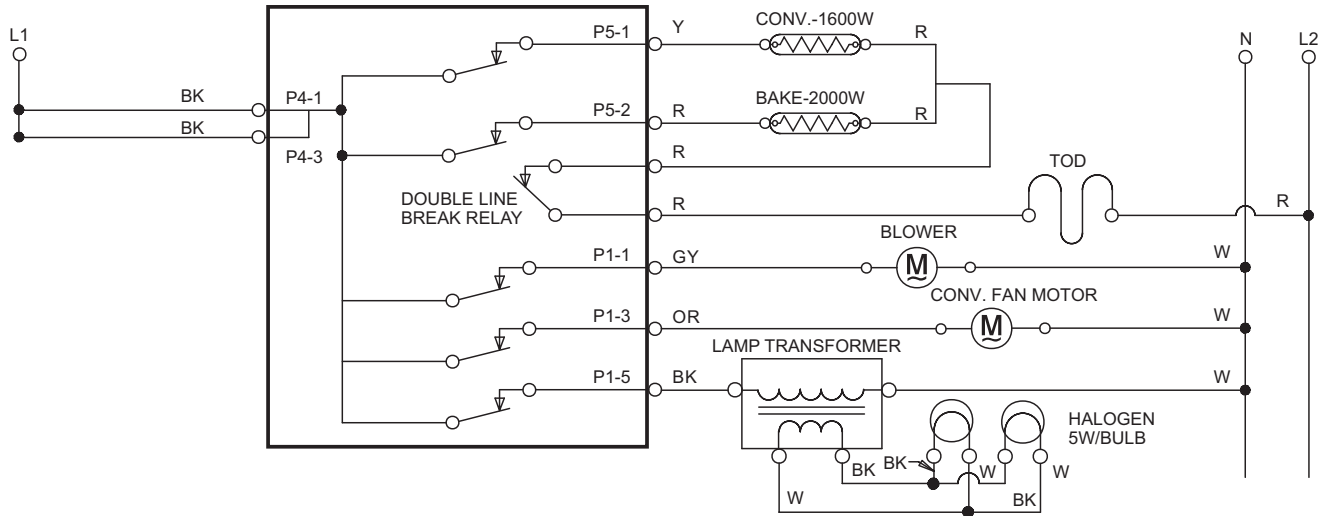 L1
BK
BK
P4-1
P4-3
P5-1
Y
CONV.-1600W
R
N
L2
P5-2
R
BAKE-2000W
R
R
DOUBLE LINE
BREAK RELAY
R
TOD
R
P1-1
GY
BLOWER
M
W
P1-3
OR
CONV. FAN MOTOR
M
W
LAMP TRANSFORMER
P1-5
BK
W
HALOGEN
5W/BULB
BK
BK
W
W
W
BK